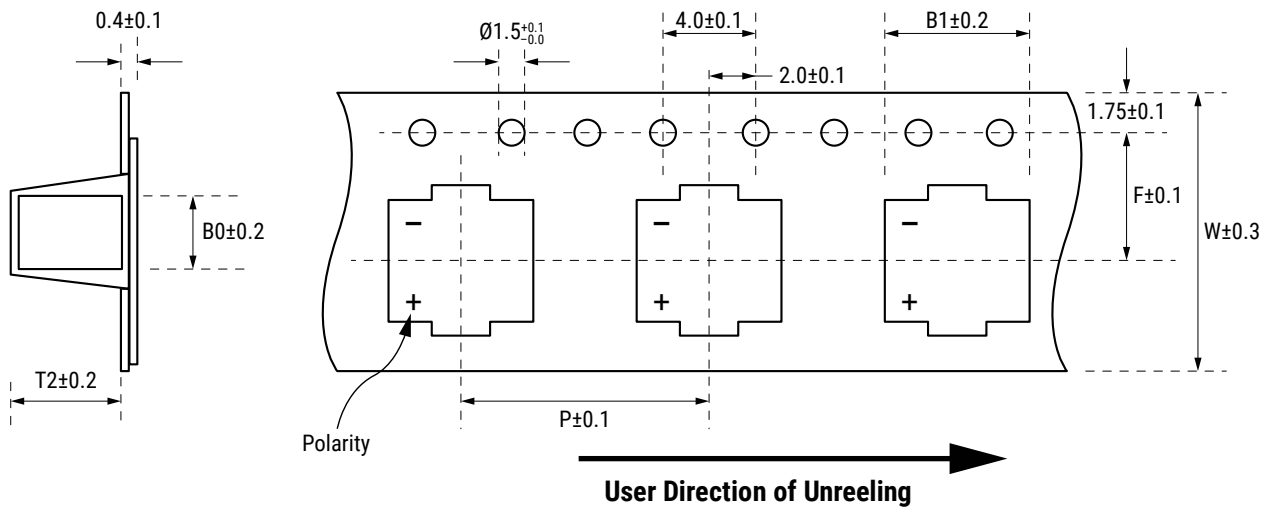 0.4±0.1
Ø1.5+0.1 −0.0
4.0±0.1
B1±0.2
2.0±0.1
1.75±0.1
F±0.1
B0±0.2
W±0.3
− − −
+ + +
T2±0.2
P±0.1
Polarity
User Direction of Unreeling